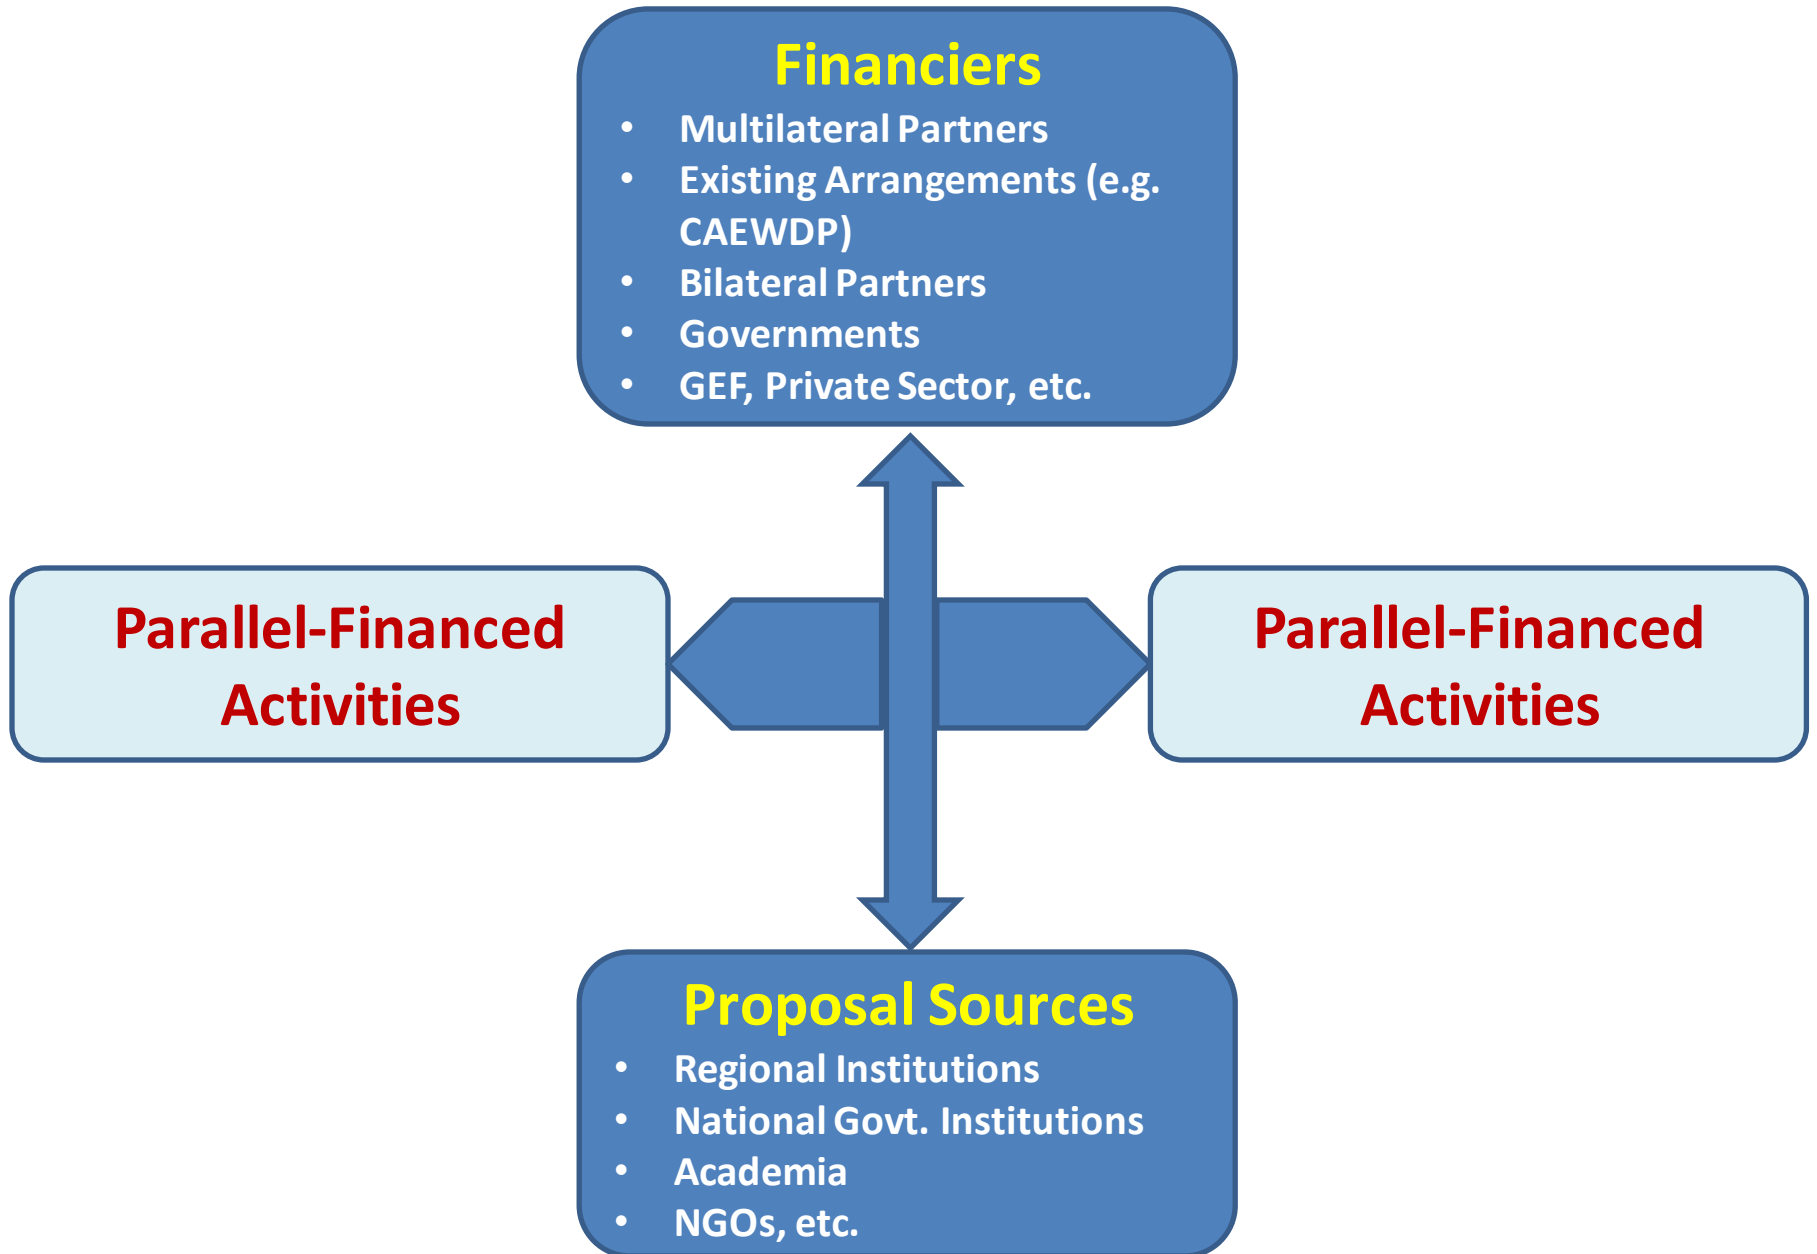 Financiers
• Multilateral Partners
• Existing Arrangements (e.g.
CAEWDP)
• Bilateral Partners
• Governments
• GEF, Private Sector, etc.
Parallel-Financed
Activities
Parallel-Financed
Activities
Proposal Sources
• Regional Institutions
• National Govt. Institutions
• Academia
• NGOs, etc.